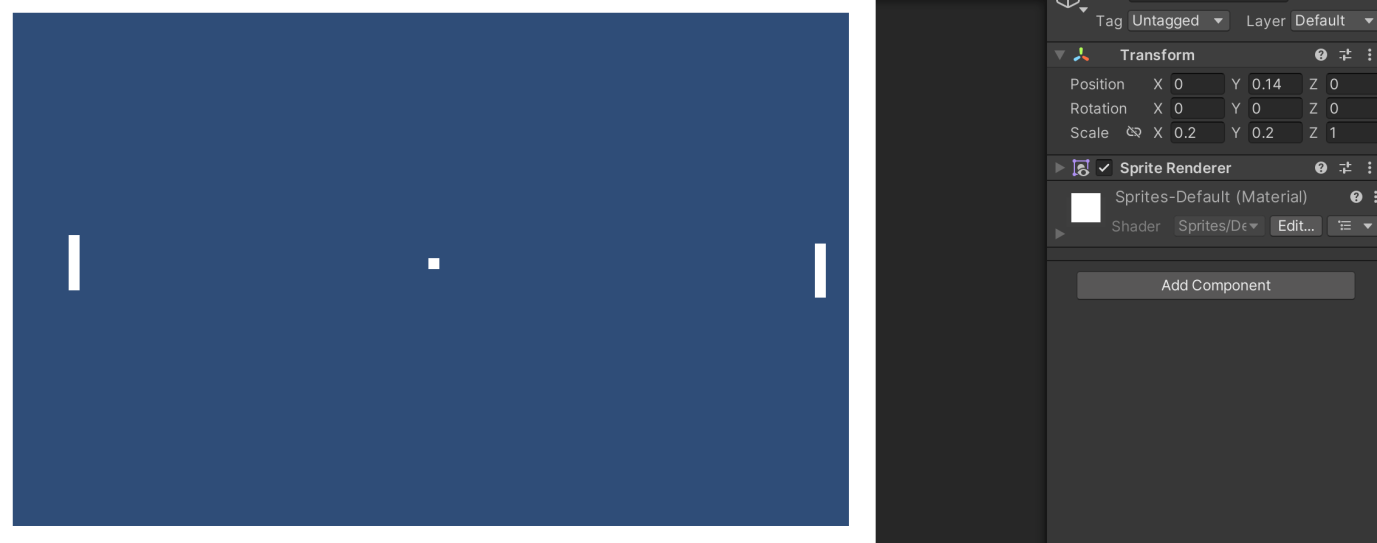 Tag Untagged Layer Default
Transform
Position X 0 Y 0.14 Z 0
Rotation X 0 Y 0 Z 0
Scale X 0.2 Y 0.2 Z 1
Sprite Renderer
Sprites-Default (Material)
Shader Sprites/De Edit...
Add Component